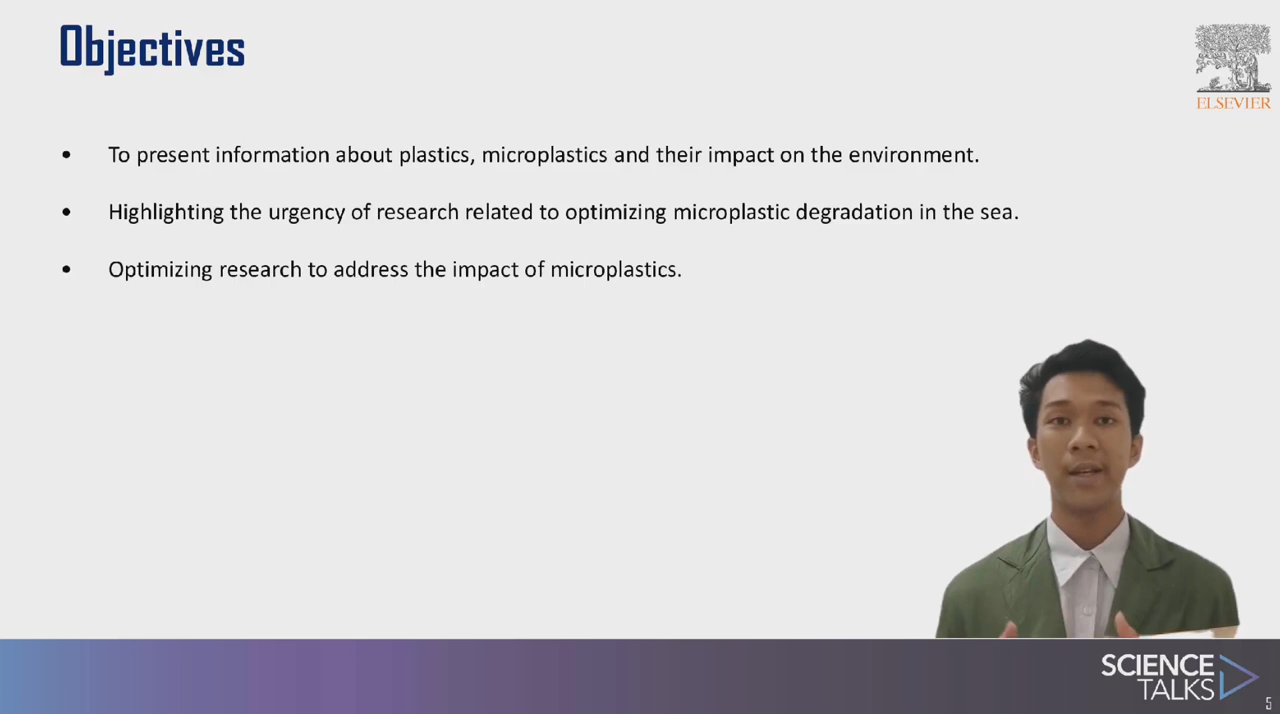 Objectives
ELSEVIER
• To present information about plastics, microplastics and their impact on the environment.
• Highlighting the urgency of research related to optimizing microplastic degradation in the sea.
• Optimizing research to address the impact of microplastics.
SCIENCE
TALKS
5